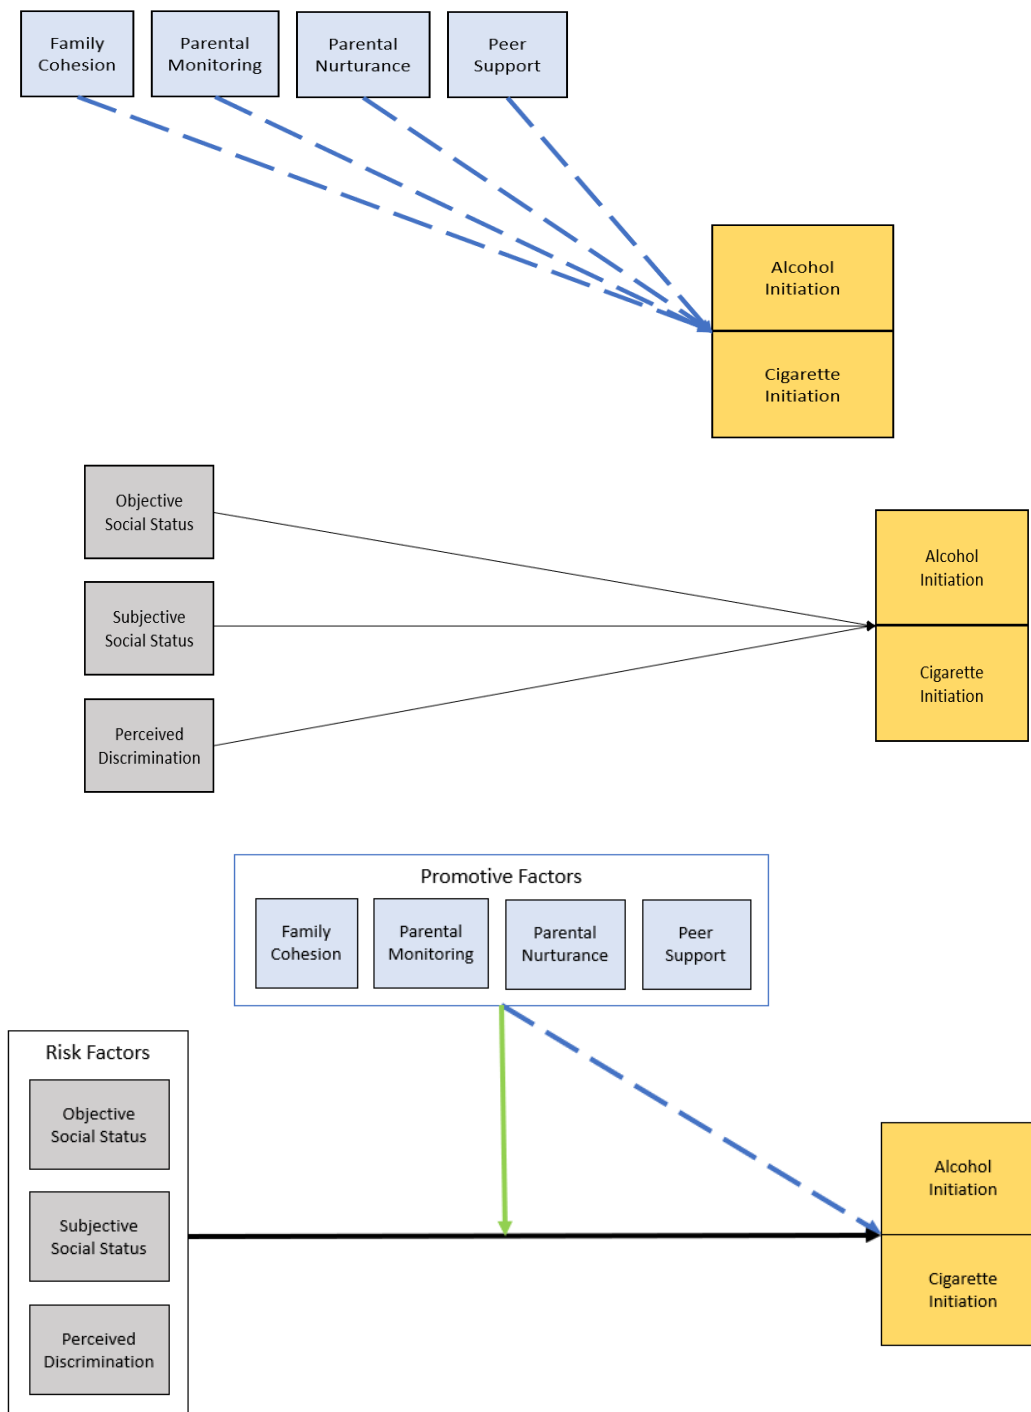 Family
Cohesion
Parental
Monitoring
Parental
Nurturance
Peer
Support
Alcohol
Initiation
Cigarette
Initiation
Objective
Social Status
Subjective
Social Status
Perceived
Discrimination
Alcohol
Initiation
Cigarette
Initiation
Promotive Factors
Family
Cohesion
Parental
Monitoring
Parental
Nurturance
Peer
Support
Risk Factors
Objective
Social Status
Subjective
Social Status
Perceived
Discrimination
Alcohol
Initiation
Cigarette
Initiation